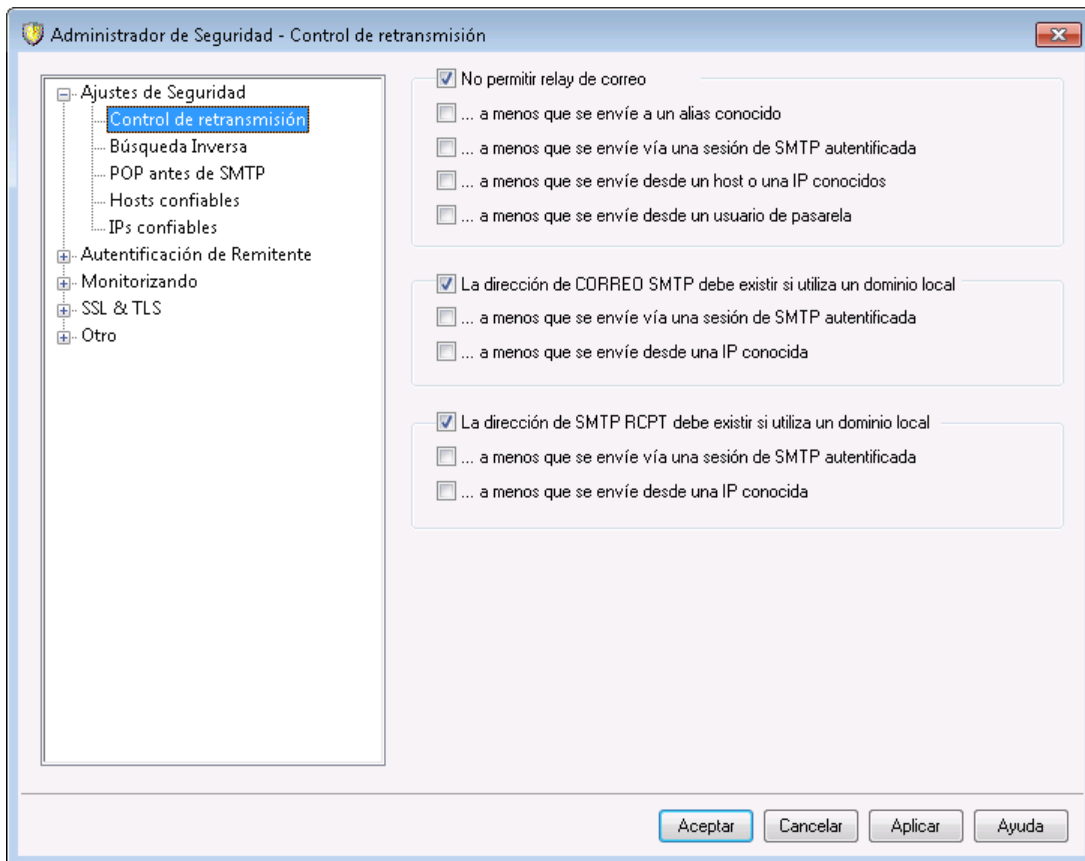 Administrador de Seguridad - Control de retransmisión
Ajustes de Seguridad
Control de retransmisión
Búsqueda Inversa
POP antes de SMTP
Hosts confiables
IPs confiables
Autentificación de Remitente
Monitorizando
SSL & TLS
Otro
No permitir relay de correo
... a menos que se envíe a un alias conocido
... a menos que se envíe vía una sesión de SMTP autentificada
... a menos que se envíe desde un host o una IP conocidos
... a menos que se envíe desde un usuario de pasarela
La dirección de CORREO SMTP debe existir si utiliza un dominio local
... a menos que se envíe vía una sesión de SMTP autentificada
... a menos que se envíe desde una IP conocida
La dirección de SMTP RCPT debe existir si utiliza un dominio local
... a menos que se envíe vía una sesión de SMTP autentificada
... a menos que se envíe desde una IP conocida
Aceptar
Cancelar
Aplicar
Ayuda